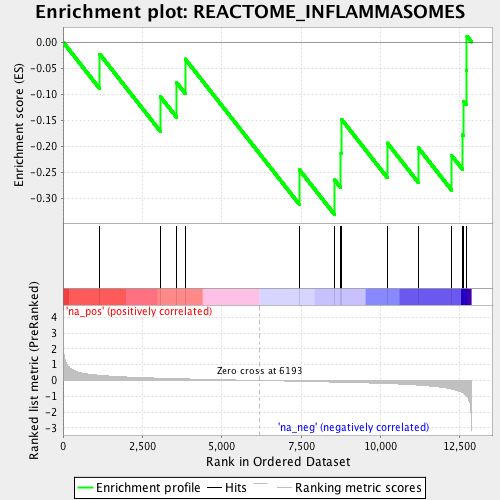 Enrichment plot: REACTOME_INFLAMMASOMES
Enrichment score (ES)
0.00
-0.05
-0.10
-0.15
-0.20
-0.25
-0.30
'na_pos' (positively correlated)
Ranked list metric (PreRanked)
4
3
2
1
0
-1
-2
-3
Zero cross at 6193
'na_neg' (negatively correlated)
0
2,500
5,000
7,500
10,000
12,500
Rank in Ordered Dataset
Enrichment profile
Hits
Ranking metric scores